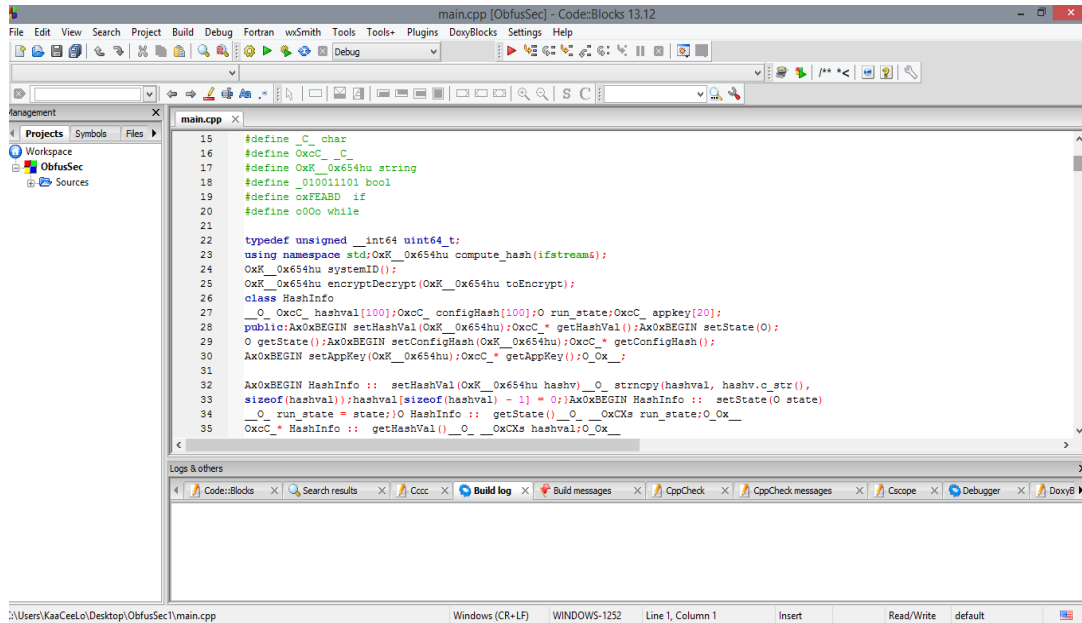 main.cpp [ObfusSec] - Code::Blocks 13.12
File Edit View Search Project Build Debug Fortran wxSmith Tools Tools+ Plugins DoxyBlocks Settings Help
Debug
/** *<
S C
Management
Projects Symbols Files
main.cpp
Workspace
ObfusSec
Sources
15 #define _C_ char
16 #define OxcC_ _C_
17 #define OxK__0x654hu string
18 #define _010011101 bool
19 #define oxFEABD if
20 #define o0Oo while
21
22 typedef unsigned __int64 uint64_t;
23 using namespace std;OxK__0x654hu compute_hash(ifstream&);
24 OxK__0x654hu systemID();
25 OxK__0x654hu encryptDecrypt(OxK__0x654hu toEncrypt);
26 class HashInfo
27 __O_ OxcC_ hashval[100];OxcC_ configHash[100];O run_state;OxcC_ appkey[20];
28 public:Ax0xBEGIN setHashVal(OxK__0x654hu);OxcC_* getHashVal();Ax0xBEGIN setState(O);
29 O getState();Ax0xBEGIN setConfigHash(OxK__0x654hu);OxcC_* getConfigHash();
30 Ax0xBEGIN setAppKey(OxK__0x654hu);OxcC_* getAppKey();O_Ox__;
31
32 Ax0xBEGIN HashInfo :: setHashVal(OxK__0x654hu hashv)__O_ strncpy(hashval, hashv.c_str(),
33 sizeof(hashval));hashval[sizeof(hashval) - 1] = 0;}Ax0xBEGIN HashInfo :: setState(O state)
34 __O_ run_state = state;}O HashInfo :: getState()__O_ __OxCXs run_state;O_Ox__
35 OxcC_* HashInfo :: getHashVal()__O_ __OxCXs hashval;O_Ox__
Logs & others
Code::Blocks Search results Cccc Build log Build messages CppCheck CppCheck messages Cscope Debugger DoxyB
:\Users\KaaCeeLo\Desktop\ObfusSec1\main.cpp Windows (CR+LF) WINDOWS-1252 Line 1, Column 1 Insert Read/Write default